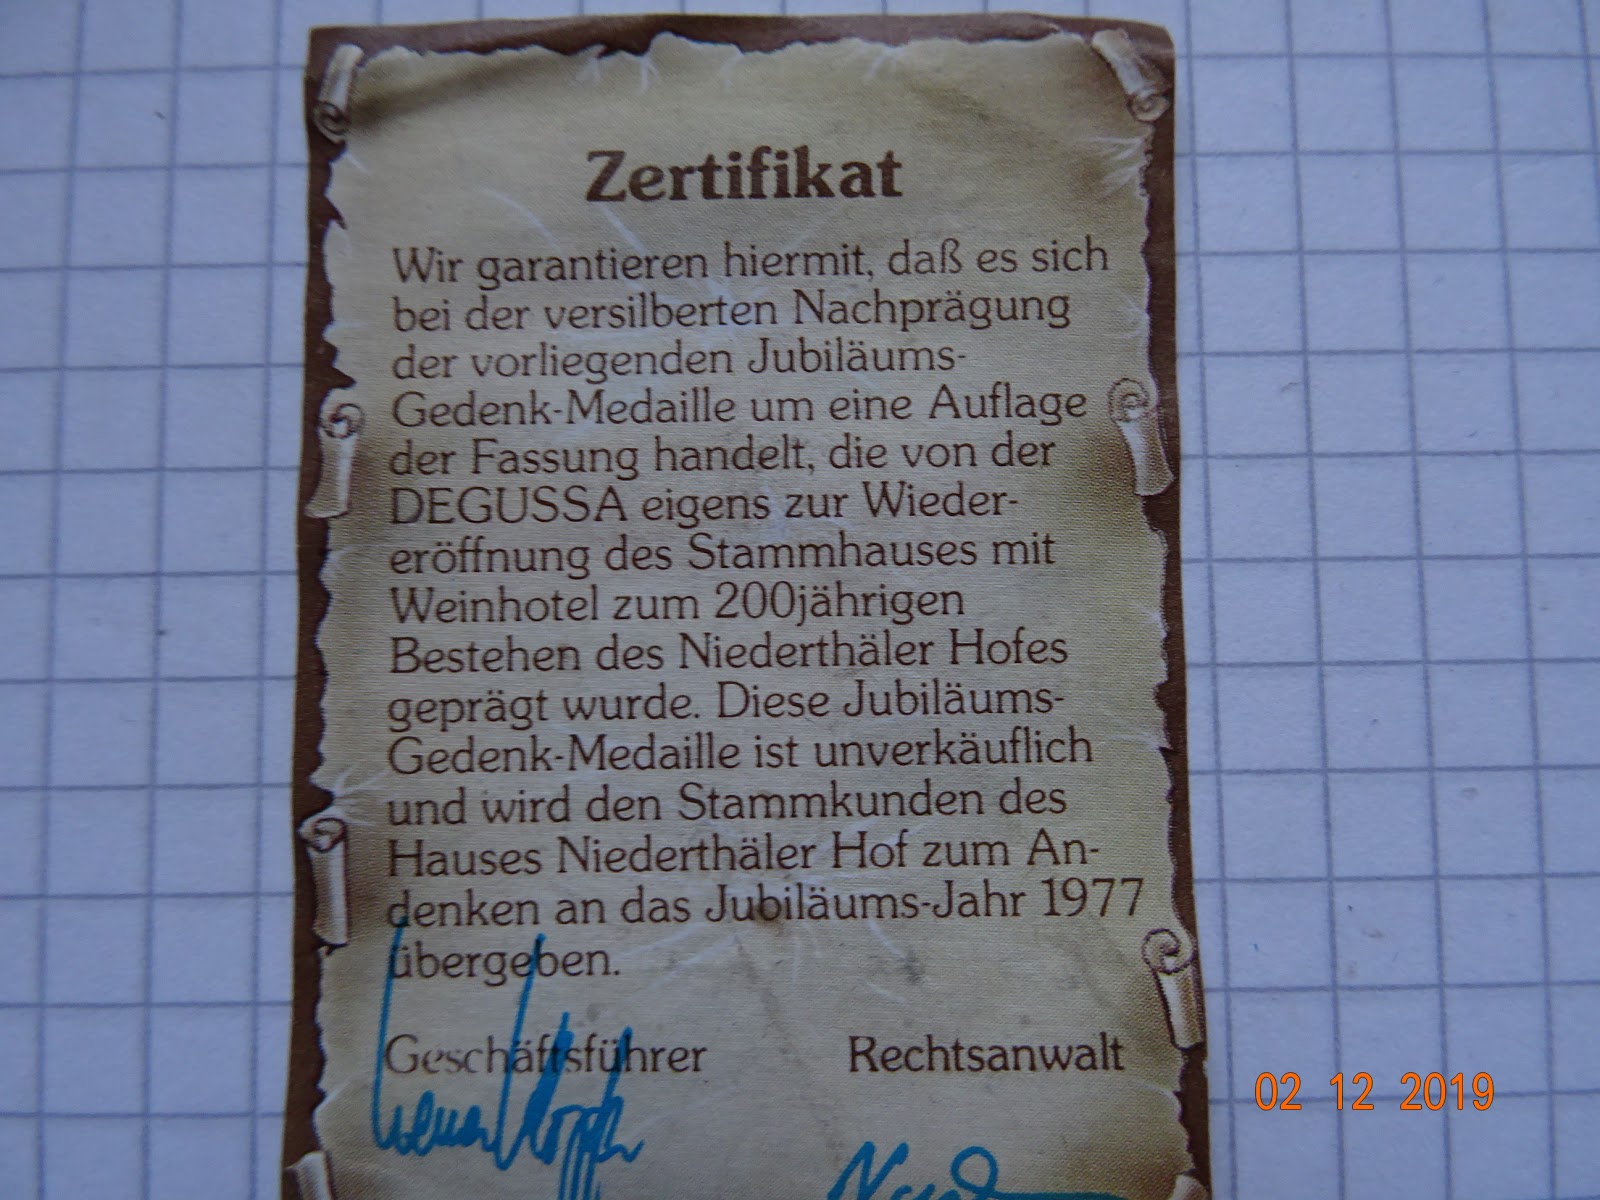 Zertifikat
Wir garantieren hiermit, daß es sich
bei der versilberten Nachprägung
der vorliegenden Jubiläums-
Gedenk-Medaille um eine Auflage
der Fassung handelt, die von der
DEGUSSA eigens zur Wieder-
eröffnung des Stammhauses mit
Weinhotel zum 200jährigen
Bestehen des Niederthäler Hofes
geprägt wurde. Diese Jubiläums-
Gedenk-Medaille ist unverkäuflich
und wird den Stammkunden des
Hauses Niederthäler Hof zum An-
denken an das Jubiläums-Jahr 1977
übergeben.
Geschäftsführer Rechtsanwalt
02 12 2019